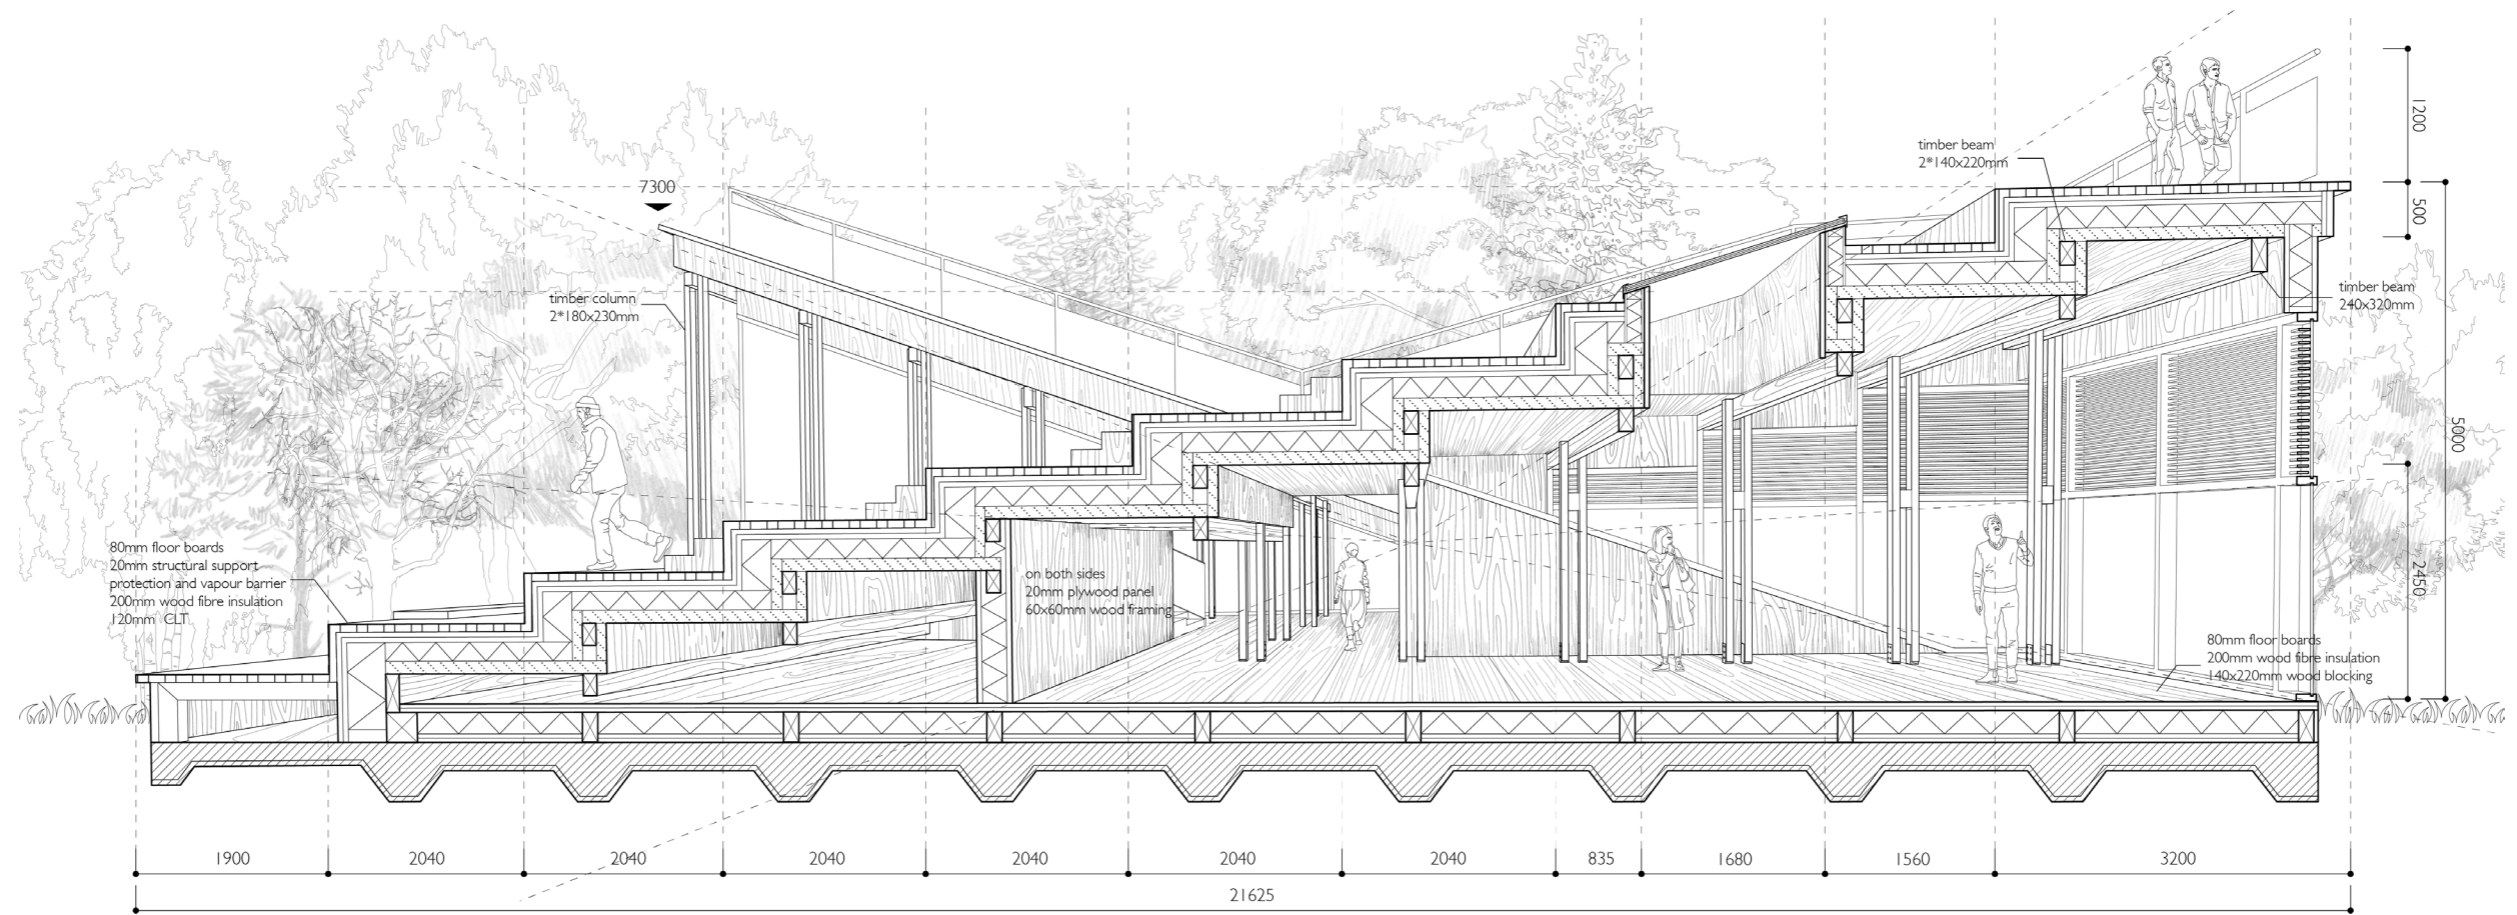 1200
timber beam
2*140x220mm
7300
500
timber beam
240x320mm
timber column
2*180x230mm
5000
80mm floor boards
20mm structural support
protection and vapour barrier
200mm wood fibre insulation
120mm CLT
on both sides
20mm plywood panel
60x60mm wood framing
2450
80mm floor boards
200mm wood fibre insulation
140x220mm wood blocking
1900 2040 2040 2040 2040 2040 2040 835 1680 1560 3200
21625